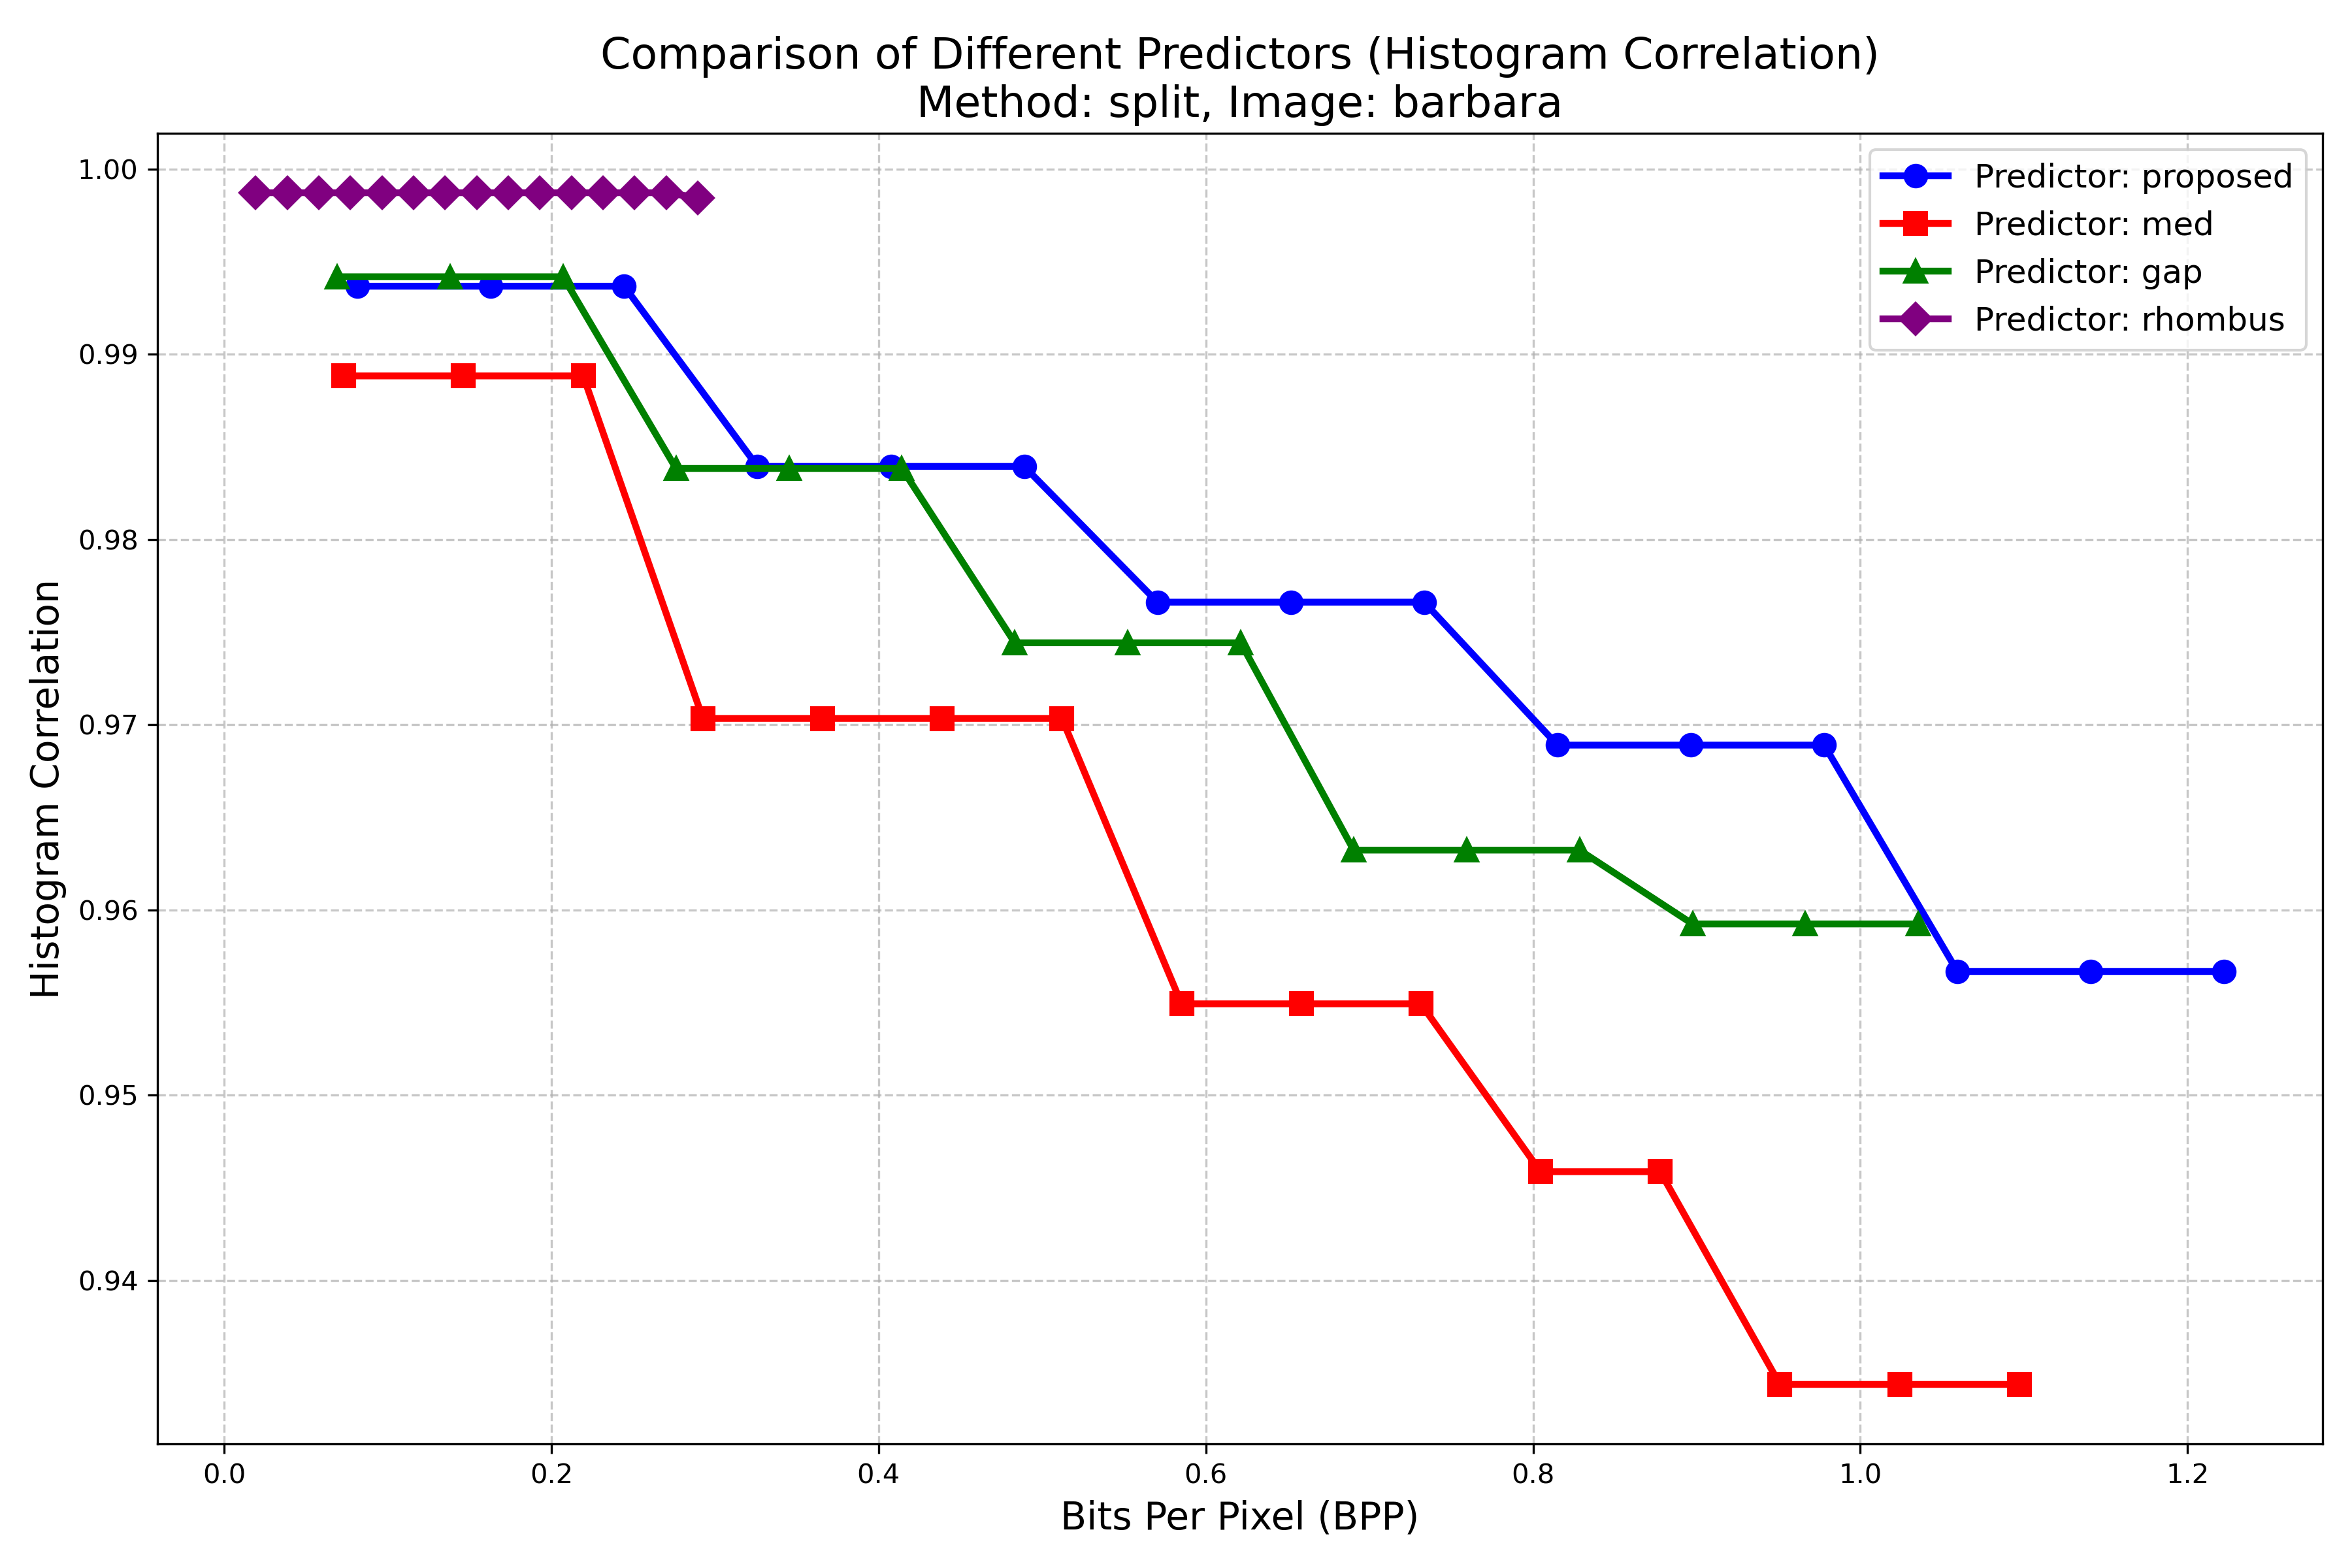 Comparison of Different Predictors (Histogram Correlation)
Method: split, Image: barbara
Predictor: proposed
Predictor: med
Predictor: gap
Predictor: rhombus
Histogram Correlation
1.00
0.99
0.98
0.97
0.96
0.95
0.94
0.0 0.2 0.4 0.6 0.8 1.0 1.2
Bits Per Pixel (BPP)